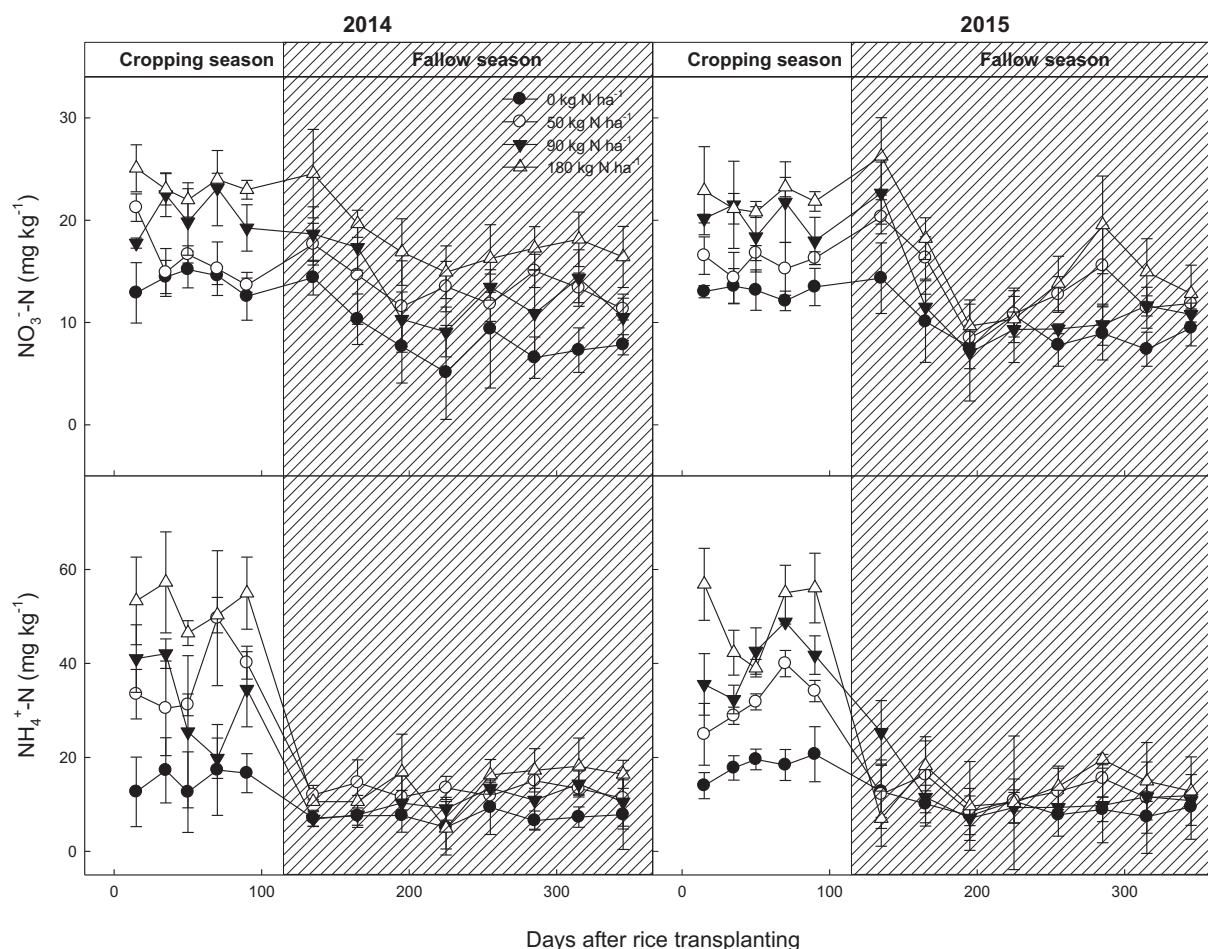 2014 2015
Cropping season Fallow season Cropping season Fallow season
0 kg N ha⁻¹
50 kg N ha⁻¹
90 kg N ha⁻¹
180 kg N ha⁻¹
30
20
10
0
NO₃⁻-N (mg kg⁻¹)
60
40
20
0
NH₄⁺-N (mg kg⁻¹)
0 100 200 300 0 100 200 300
Days after rice transplanting